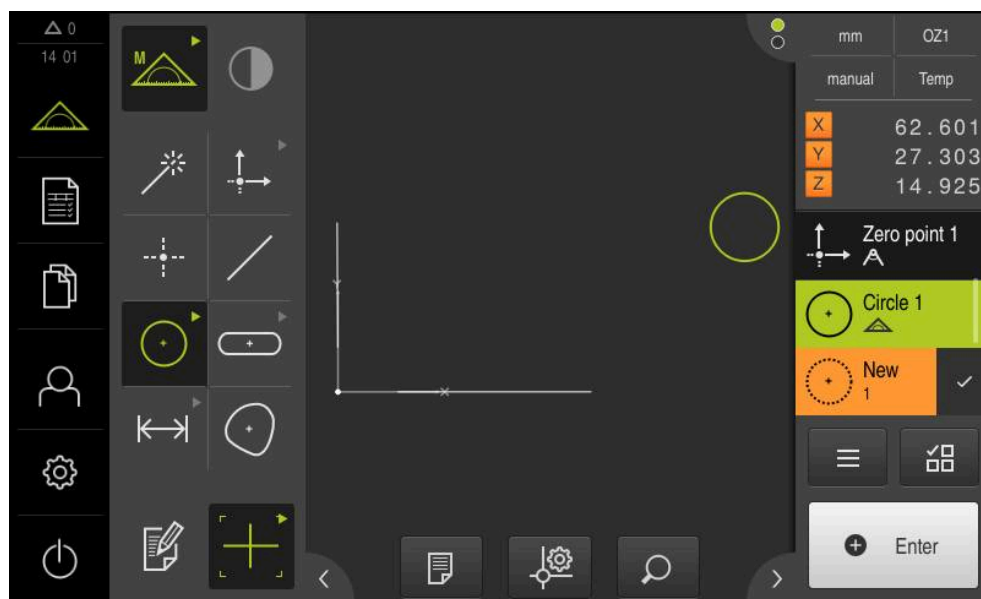 0
14 01
M
mm
OZ1
manual
Temp
X 62.601
Y 27.303
Z 14.925
Zero point 1
Circle 1
New
1
Y
X
Enter